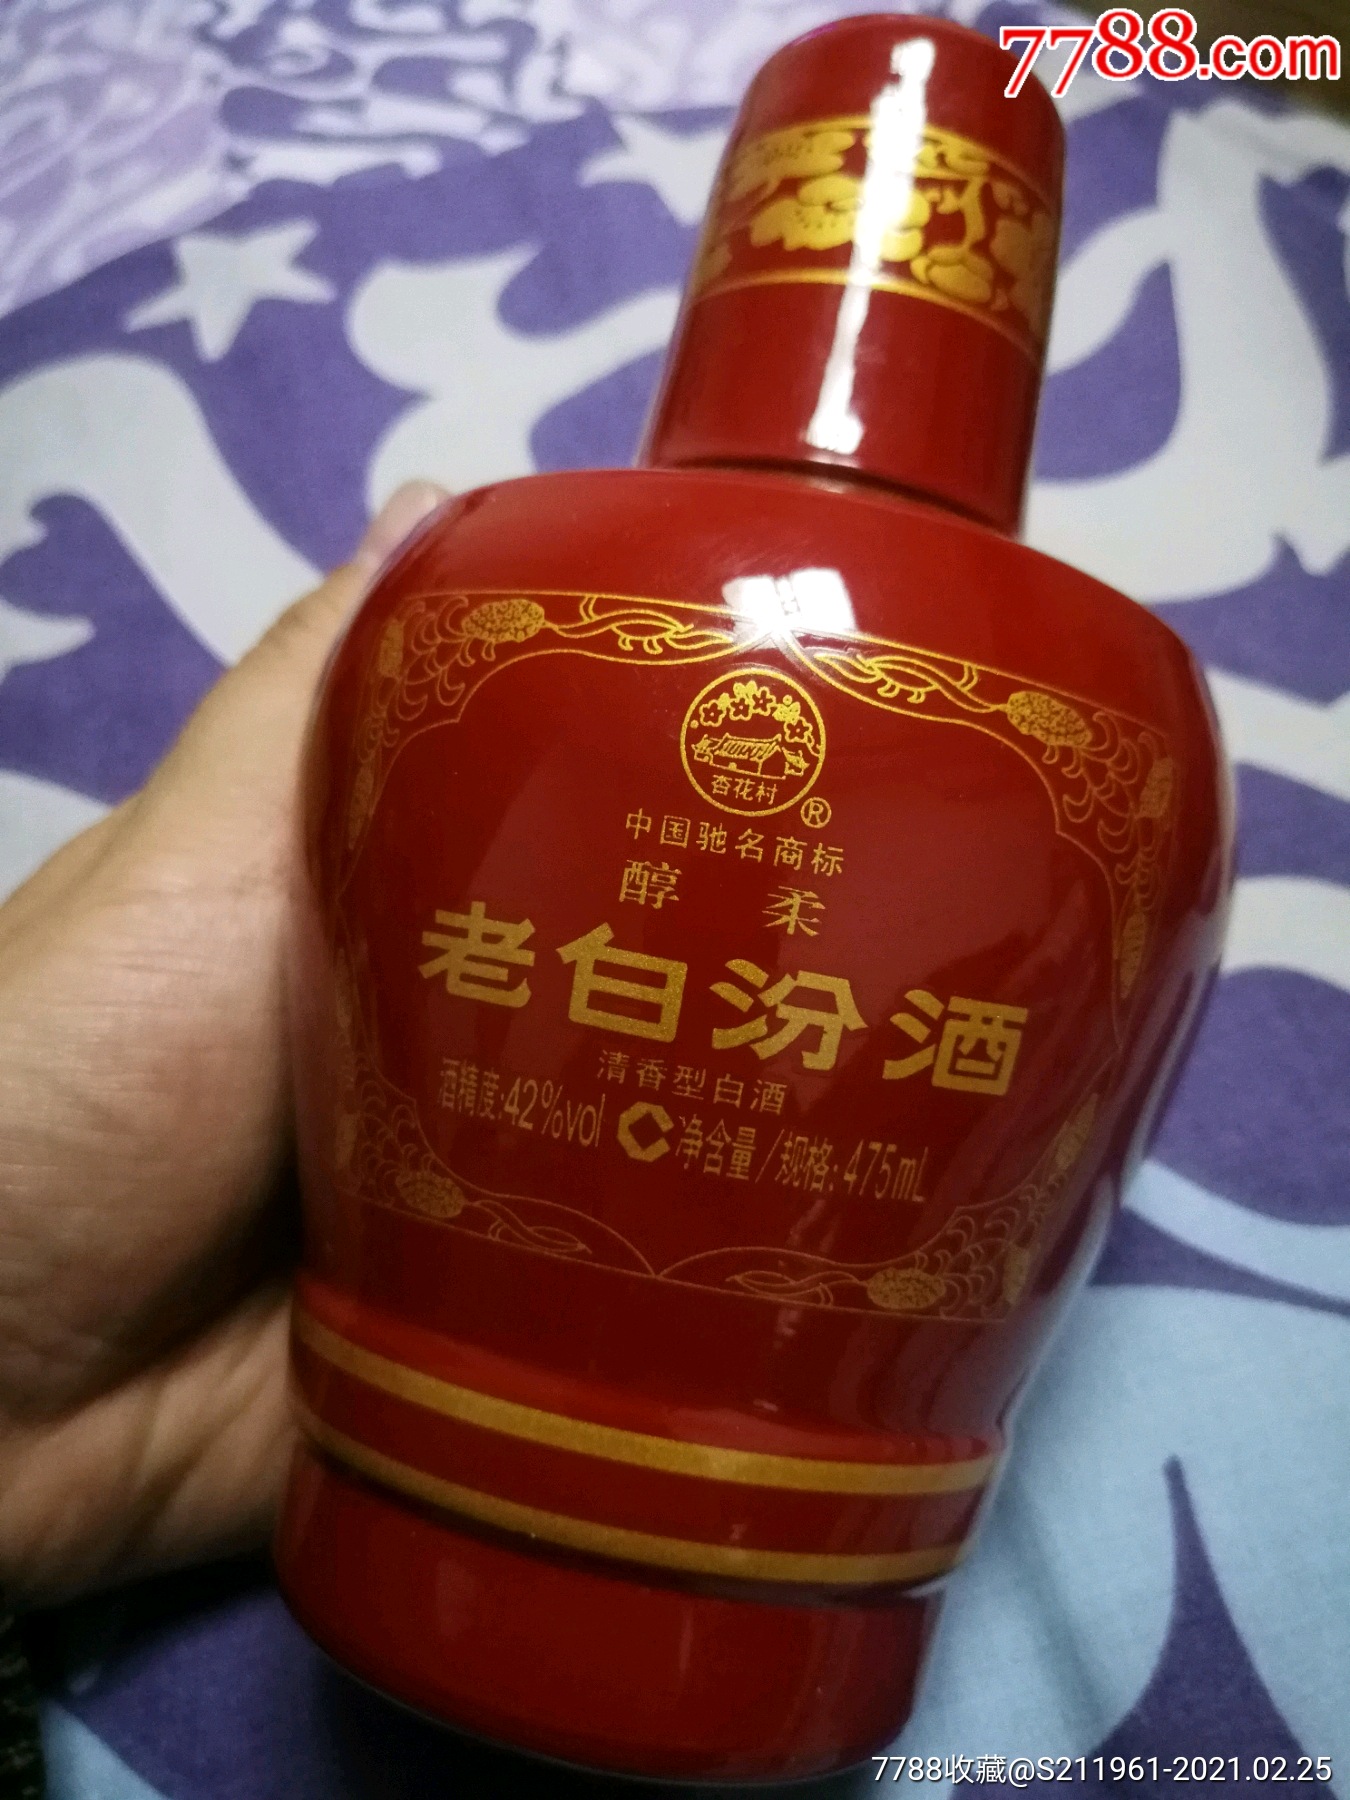 7788.com
杏花村
®
中国驰名商标
醇 柔
老白汾酒
清香型白酒
酒精度:42%vol 净含量/规格:475mL
7788收藏@S211961-2021.02.25